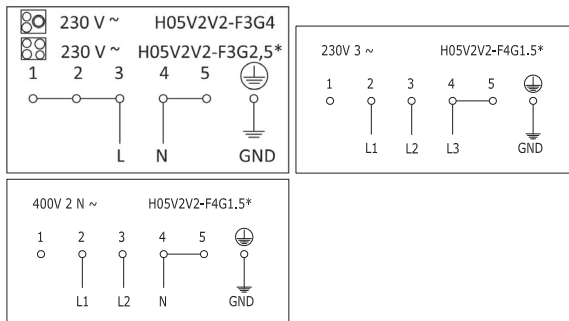 230 V ~ H05V2V2-F3G4
230 V ~ H05V2V2-F3G2,5*
1 2 3 4 5
L N GND
230V 3 ~ H05V2V2-F4G1.5*
1 2 3 4 5
L1 L2 L3 GND
400V 2 N ~ H05V2V2-F4G1.5*
1 2 3 4 5
L1 L2 N GND